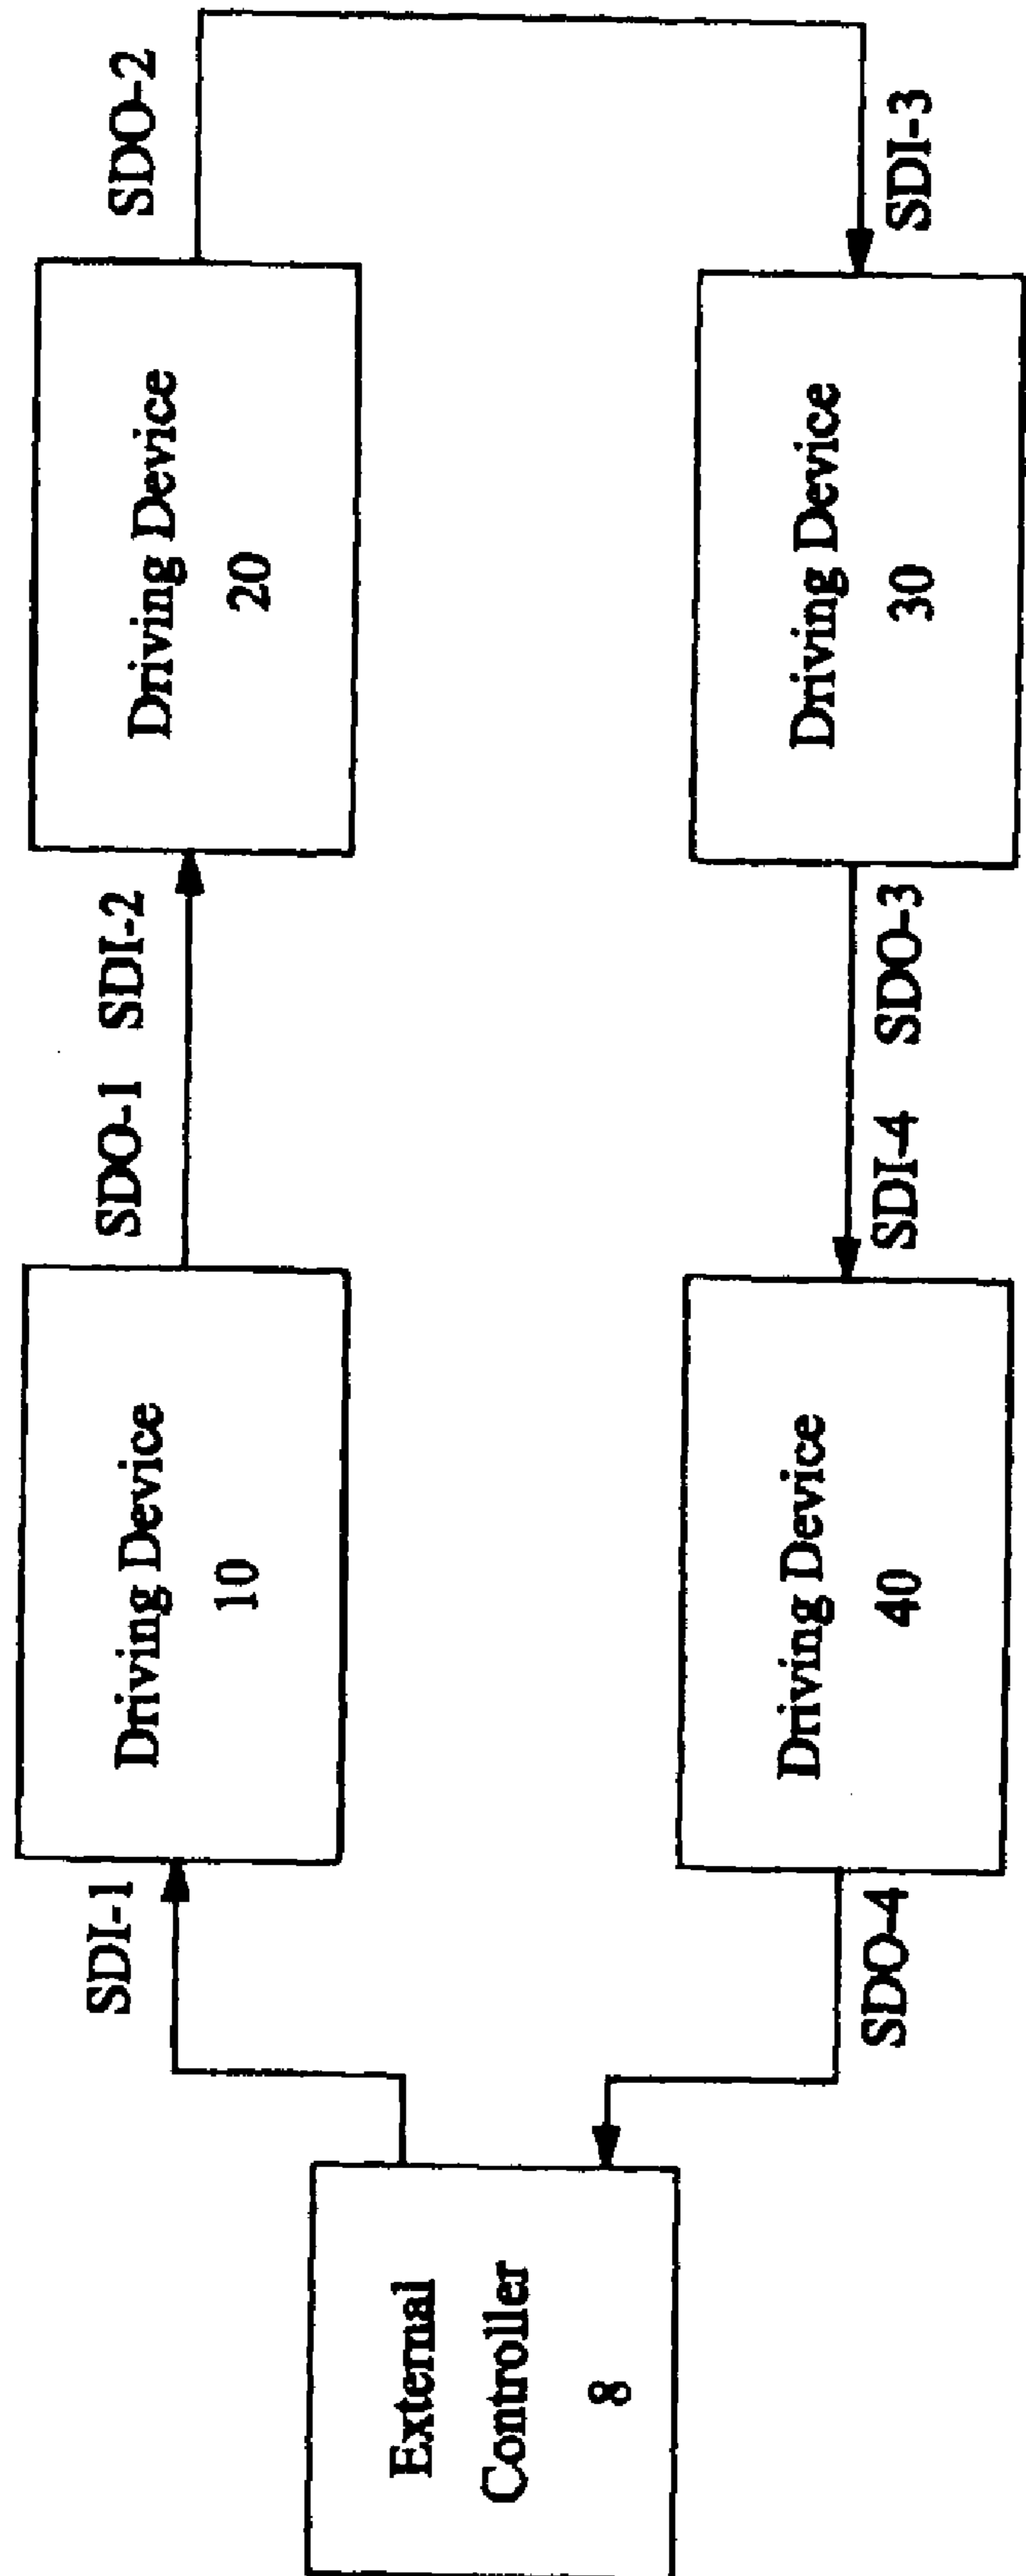 External
Controller
8
SDI-1
Driving Device
10
SDO-1 SDI-2
Driving Device
20
SDO-2
SDI-3
Driving Device
30
SDI-4 SDO-3
Driving Device
40
SDO-4